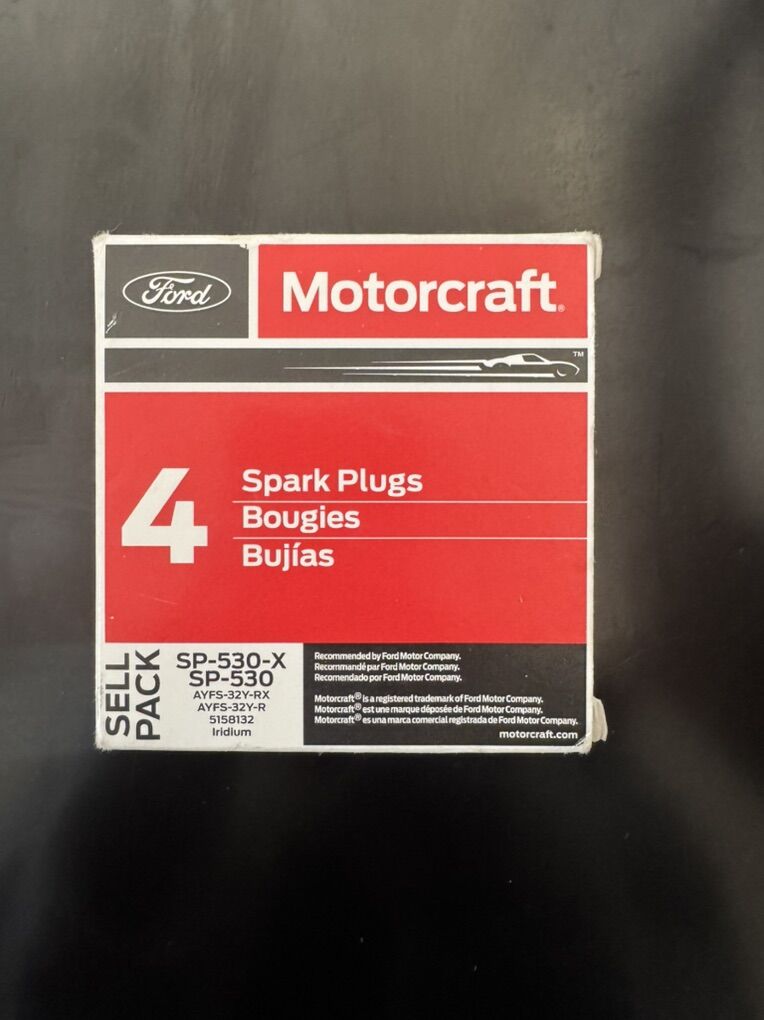 Ford
Motorcraft®
™
4
Spark Plugs
Bougies
Bujías
SELL
PACK
SP-530-X
SP-530
AYFS-32Y-RX
AYFS-32Y-R
5158132
Iridium
Recommended by Ford Motor Company.
Recommandé par Ford Motor Company.
Recomendado por Ford Motor Company.
Motorcraft® is a registered trademark of Ford Motor Company.
Motorcraft® est une marque déposée de Ford Motor Company.
Motorcraft® es una marca comercial registrada de Ford Motor Company.
motorcraft.com